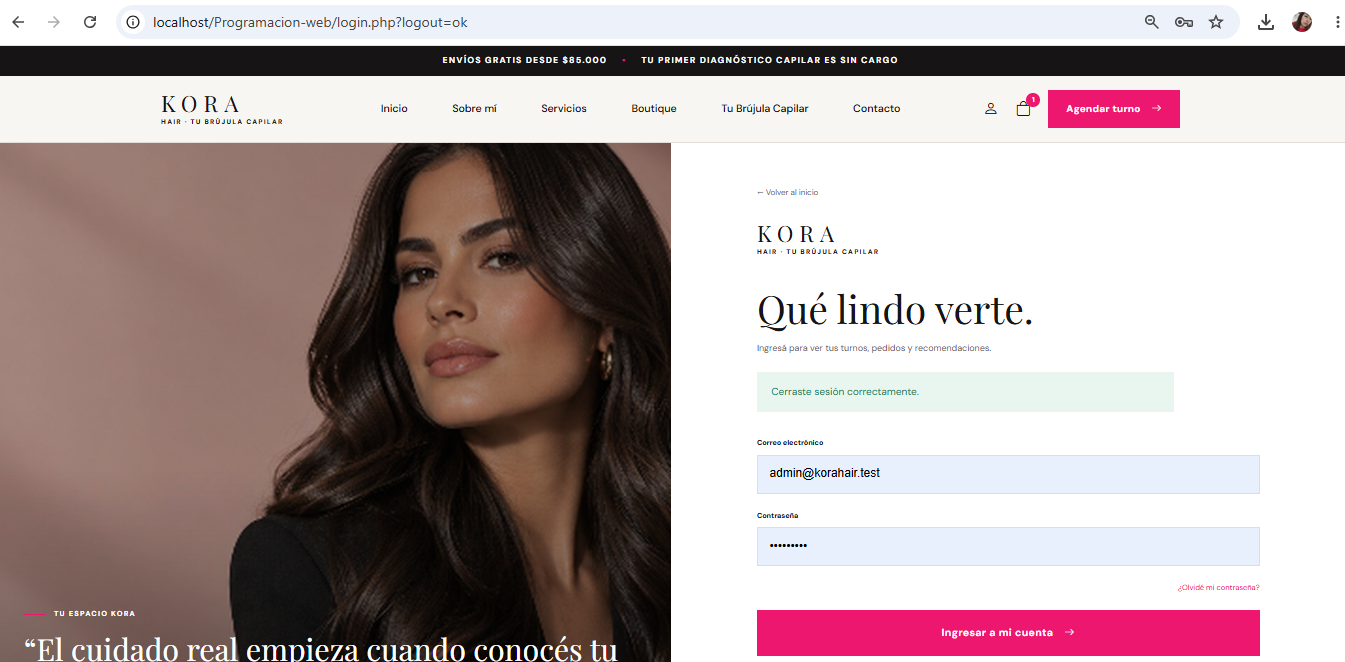 localhost/Programacion-web/login.php?logout=ok
ENVÍOS GRATIS DESDE $85.000 • TU PRIMER DIAGNÓSTICO CAPILAR ES SIN CARGO
KORA
HAIR · TU BRÚJULA CAPILAR
Inicio Sobre mí Servicios Boutique Tu Brújula Capilar Contacto
1
Agendar turno →
← Volver al inicio
KORA
HAIR · TU BRÚJULA CAPILAR
Qué lindo verte.
Ingresá para ver tus turnos, pedidos y recomendaciones.
Cerraste sesión correctamente.
Correo electrónico
admin@korahair.test
Contraseña
•••••••••
¿Olvidé mi contraseña?
Ingresar a mi cuenta →
TU ESPACIO KORA
“El cuidado real empieza cuando conocés tu